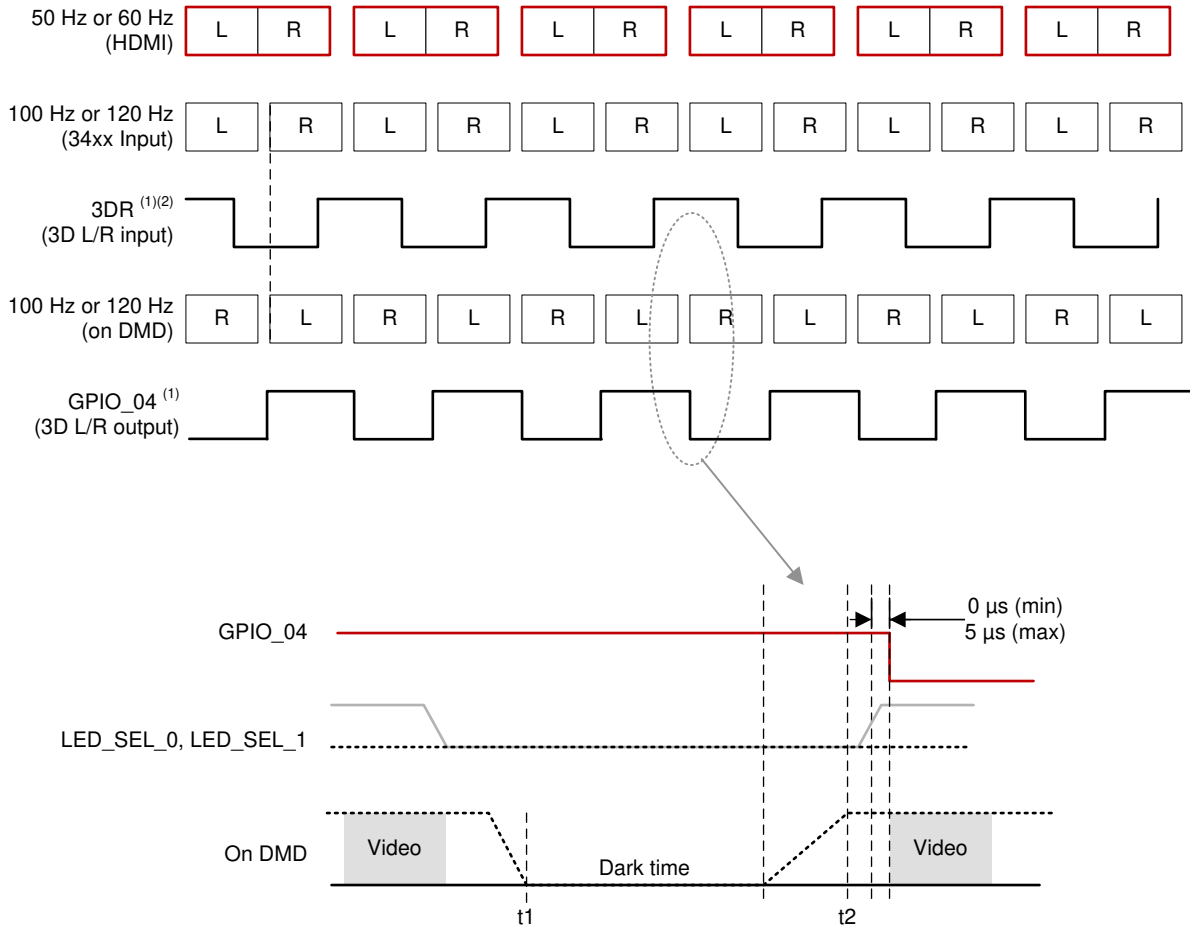 50 Hz or 60 Hz
(HDMI)
L R L R L R L R L R L R
100 Hz or 120 Hz
(34xx Input)
L R L R L R L R L R L R
3DR (1)(2)
(3D L/R input)
100 Hz or 120 Hz
(on DMD)
R L R L R L R L R L R L
GPIO_04 (1)
(3D L/R output)
0 µs (min)
5 µs (max)
GPIO_04
LED_SEL_0, LED_SEL_1
On DMD
Video
Dark time
Video
t1
t2